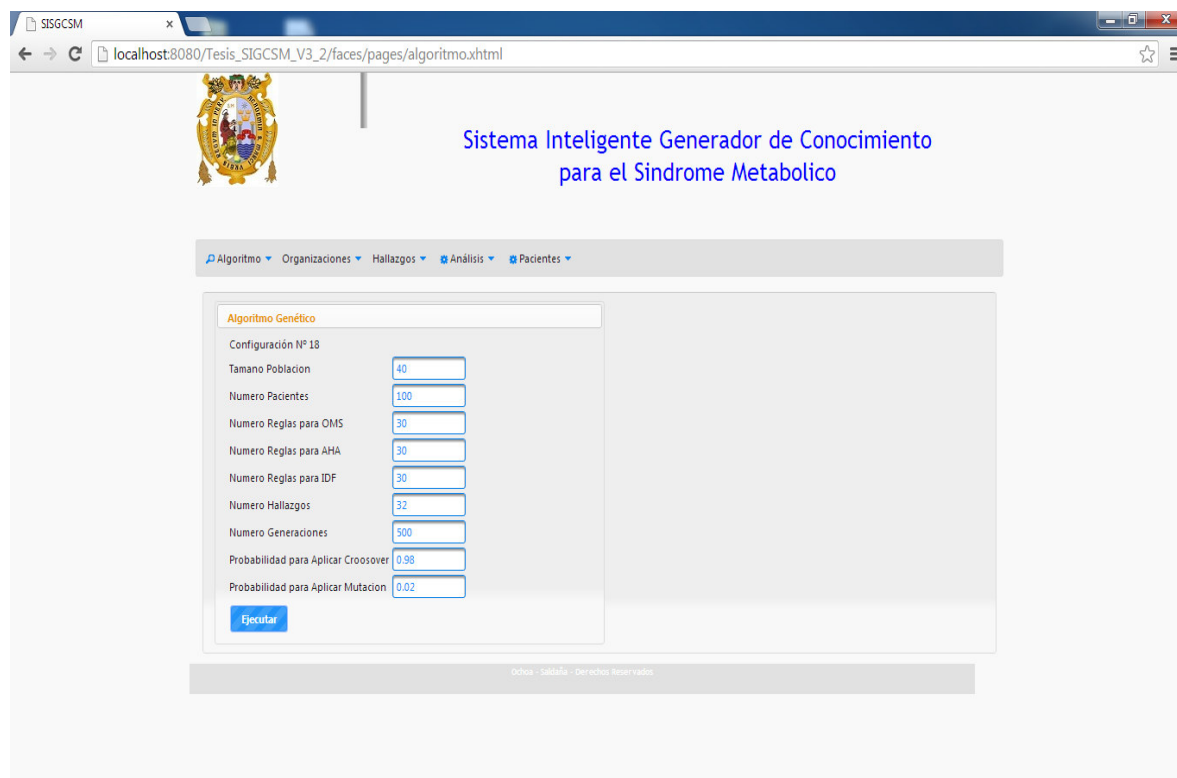 SISGCSM
localhost:8080/Tesis_SIGCSM_V3_2/faces/pages/algoritmo.xhtml
Sistema Inteligente Generador de Conocimiento
para el Sindrome Metabolico
Algoritmo Organizaciones Hallazgos Análisis Pacientes
Algoritmo Genético
Configuración Nº 18
Tamano Poblacion 40
Numero Pacientes 100
Numero Reglas para OMS 30
Numero Reglas para AHA 30
Numero Reglas para IDF 30
Numero Hallazgos 32
Numero Generaciones 500
Probabilidad para Aplicar Croosover 0.98
Probabilidad para Aplicar Mutacion 0.02
Ejecutar
Ochoa - Saldaña - Derechos Reservados